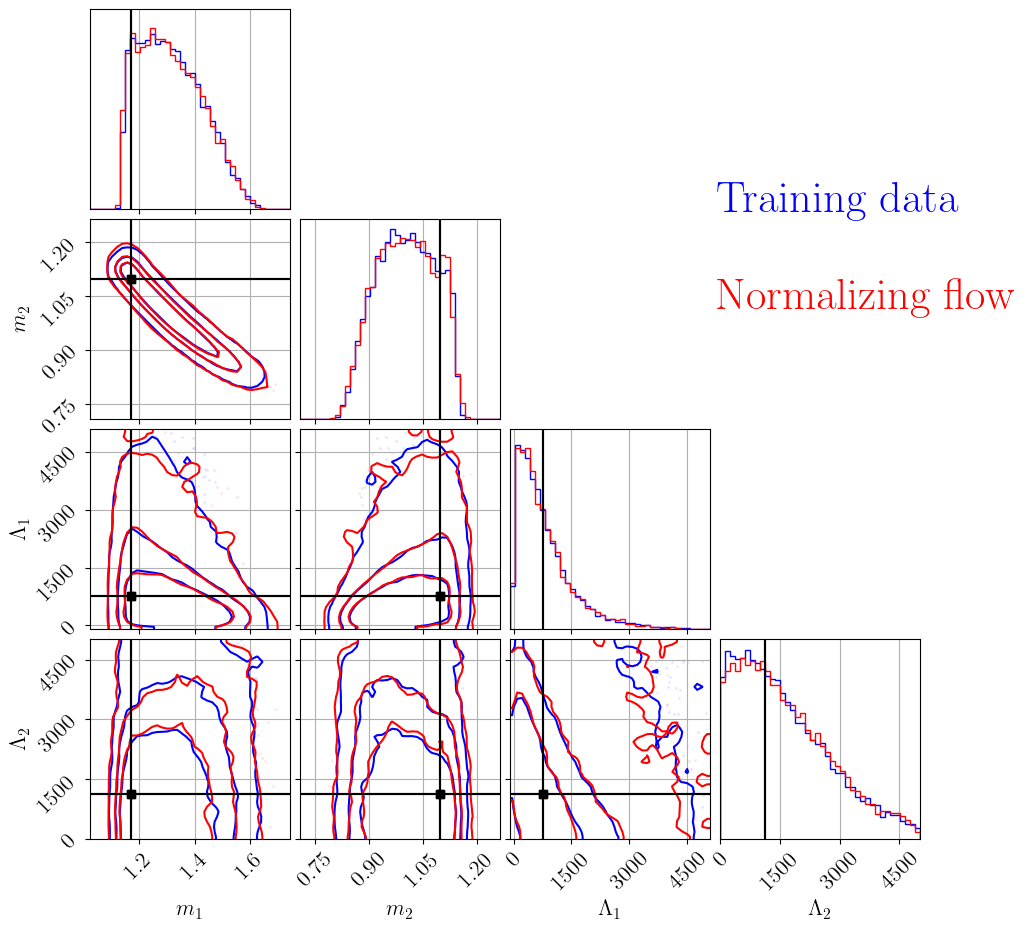 Training data
Normalizing flow
1.20
1.05
0.90
0.75
m₂
4500
3000
1500
0
Λ₁
4500
3000
1500
0
Λ₂
1.2 1.4 1.6
0.75 0.90 1.05 1.20
0 1500 3000 4500
0 1500 3000 4500
m₁ m₂ Λ₁ Λ₂